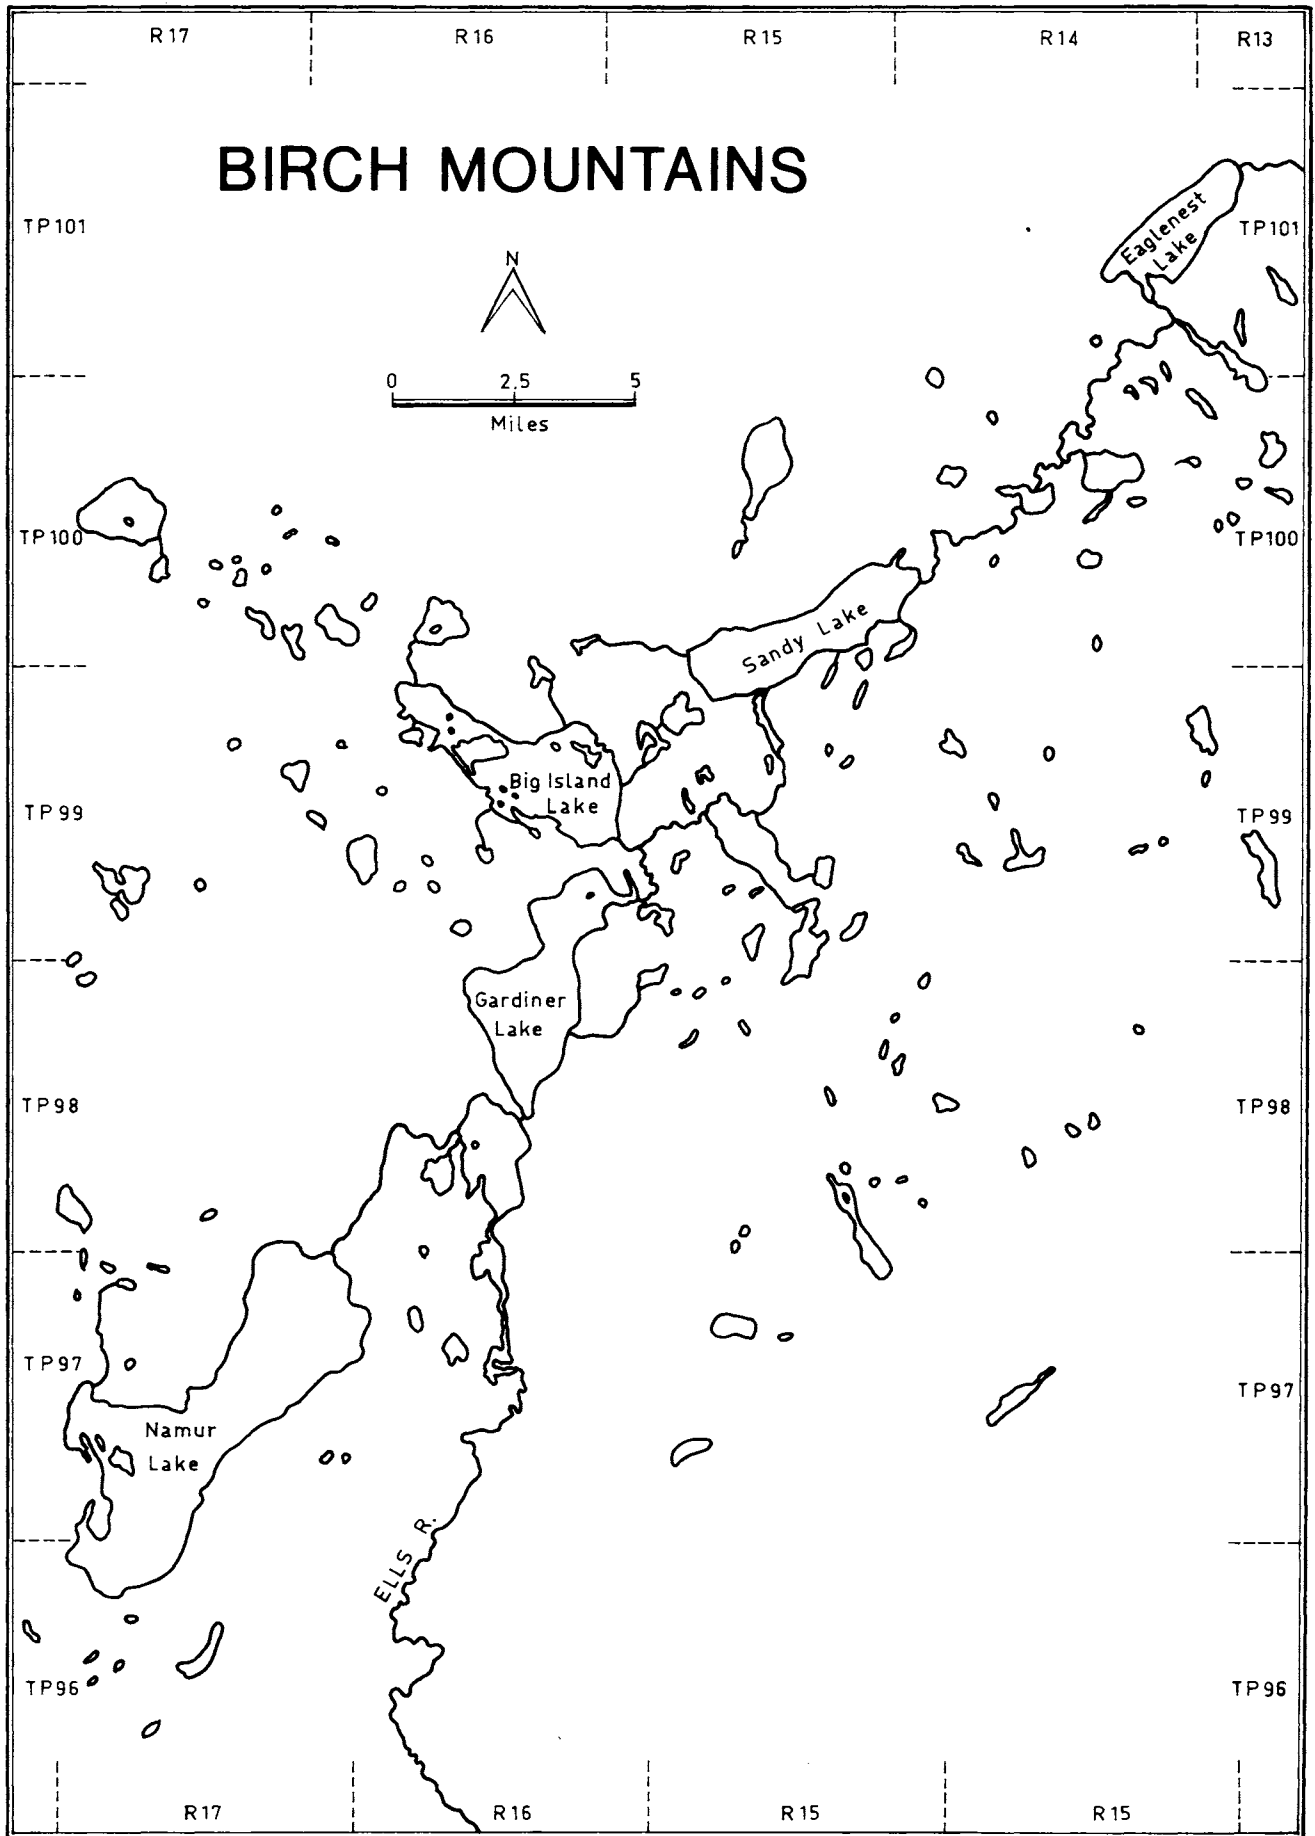 R17 R16 R15 R14 R13
BIRCH MOUNTAINS
TP101
Eaglenest
Lake
TP101
N
0 2.5 5
Miles
TP100
TP100
Sandy Lake
Big Island
Lake
TP99
TP99
Gardiner
Lake
TP98
TP98
TP97
TP97
Namur
Lake
ELLS R.
TP96
TP96
R17 R16 R15 R15